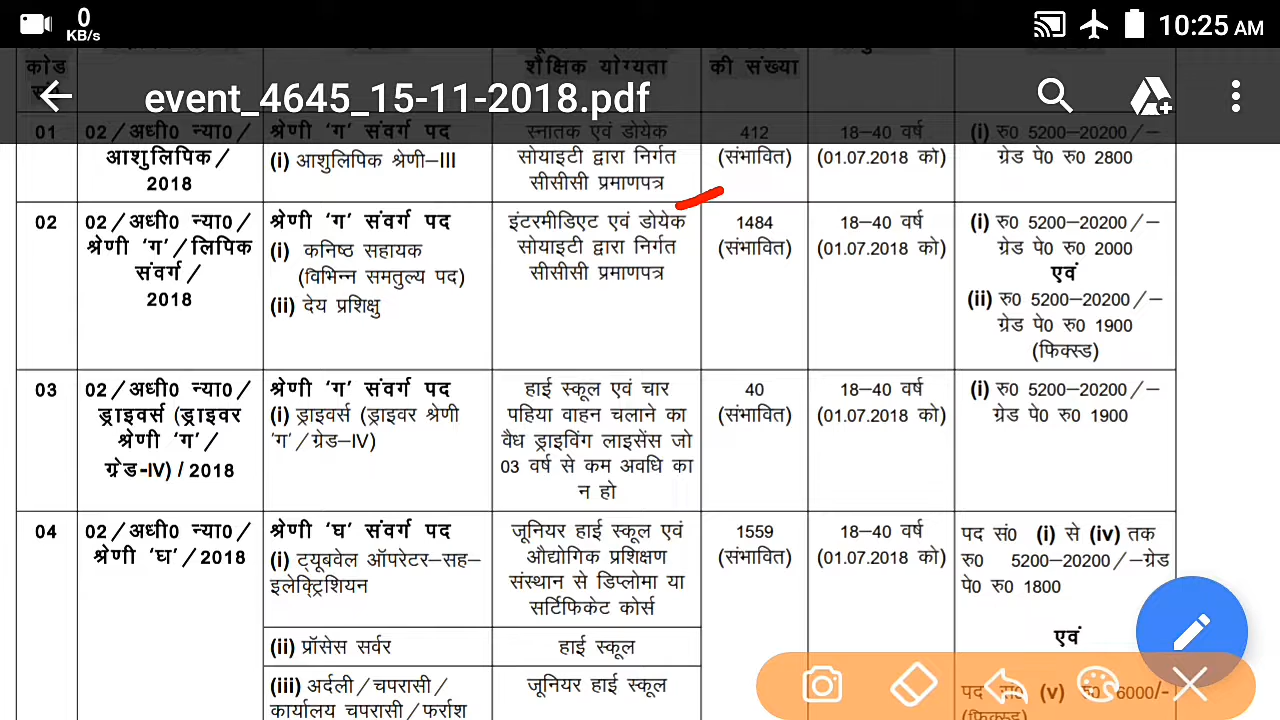 0
KB/s
10:25 AM
कोड
शैक्षिक योग्यता
की संख्या
event_4645_15-11-2018.pdf
01
02/अधी0 न्या0/
आशुलिपिक/
2018
श्रेणी 'ग' संवर्ग पद
(i) आशुलिपिक श्रेणी–III
स्नातक एवं डोयेक
सोयाइटी द्वारा निर्गत
सीसीसी प्रमाणपत्र
412
(संभावित)
18–40 वर्ष
(01.07.2018 को)
(i) रु0 5200–20200/–
ग्रेड पे0 रु0 2800
02
02/अधी0 न्या0/
श्रेणी 'ग'/लिपिक
संवर्ग/
2018
श्रेणी 'ग' संवर्ग पद
(i) कनिष्ठ सहायक
(विभिन्न समतुल्य पद)
(ii) देय प्रशिक्षु
इंटरमीडिएट एवं डोयेक
सोयाइटी द्वारा निर्गत
सीसीसी प्रमाणपत्र
1484
(संभावित)
18–40 वर्ष
(01.07.2018 को)
(i) रु0 5200–20200/–
ग्रेड पे0 रु0 2000
एवं
(ii) रु0 5200–20200/–
ग्रेड पे0 रु0 1900
(फिक्स्ड)
03
02/अधी0 न्या0/
ड्राइवर्स (ड्राइवर
श्रेणी 'ग'/
ग्रेड-IV) / 2018
श्रेणी 'ग' संवर्ग पद
(i) ड्राइवर्स (ड्राइवर श्रेणी
'ग'/ग्रेड–IV)
हाई स्कूल एवं चार
पहिया वाहन चलाने का
वैध ड्राइविंग लाइसेंस जो
03 वर्ष से कम अवधि का
न हो
40
(संभावित)
18–40 वर्ष
(01.07.2018 को)
(i) रु0 5200–20200/–
ग्रेड पे0 रु0 1900
04
02/अधी0 न्या0/
श्रेणी 'घ'/2018
श्रेणी 'घ' संवर्ग पद
(i) ट्यूबवेल ऑपरेटर–सह–
इलेक्ट्रिशियन
जूनियर हाई स्कूल एवं
औद्योगिक प्रशिक्षण
संस्थान से डिप्लोमा या
सर्टिफिकेट कोर्स
(ii) प्रॉसेस सर्वर
हाई स्कूल
(iii) अर्दली/चपरासी/
कार्यालय चपरासी/फर्राश
जूनियर हाई स्कूल
1559
(संभावित)
18–40 वर्ष
(01.07.2018 को)
पद सं0 (i) से (iv) तक
रु0 5200–20200/–ग्रेड
पे0 रु0 1800
एवं
पद सं0 (v) रु0 6000/-
(फिक्स्ड)